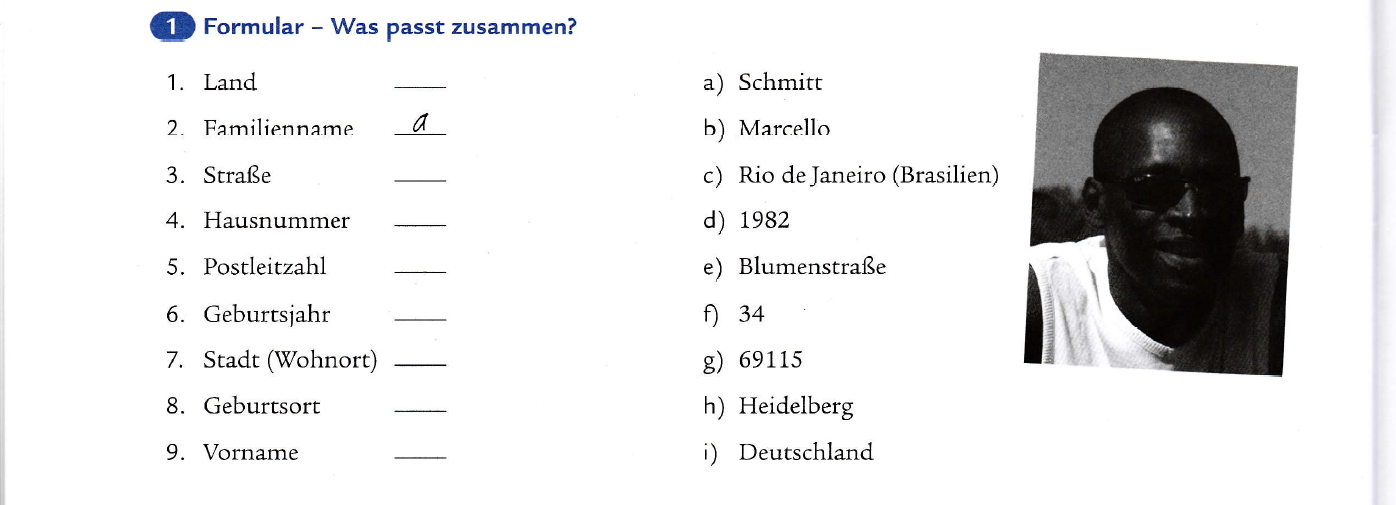 1 Formular – Was passt zusammen?
1. Land ____ a) Schmitt
2. Familienname a b) Marcello
3. Straße ____ c) Rio de Janeiro (Brasilien)
4. Hausnummer ____ d) 1982
5. Postleitzahl ____ e) Blumenstraße
6. Geburtsjahr ____ f) 34
7. Stadt (Wohnort) ____ g) 69115
8. Geburtsort ____ h) Heidelberg
9. Vorname ____ i) Deutschland